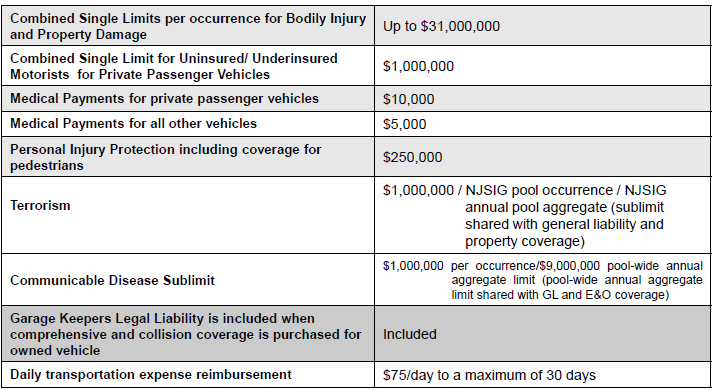 Combined Single Limits per occurrence for Bodily Injury
and Property Damage
Up to $31,000,000
Combined Single Limit for Uninsured/ Underinsured
Motorists for Private Passenger Vehicles
$1,000,000
Medical Payments for private passenger vehicles
$10,000
Medical Payments for all other vehicles
$5,000
Personal Injury Protection including coverage for
pedestrians
$250,000
Terrorism
$1,000,000 / NJSIG pool occurrence / NJSIG
annual pool aggregate (sublimit
shared with general liability and
property coverage)
Communicable Disease Sublimit
$1,000,000 per occurrence/$9,000,000 pool-wide annual
aggregate limit (pool-wide annual aggregate
limit shared with GL and E&O coverage)
Garage Keepers Legal Liability is included when
comprehensive and collision coverage is purchased for
owned vehicle
Included
Daily transportation expense reimbursement
$75/day to a maximum of 30 days